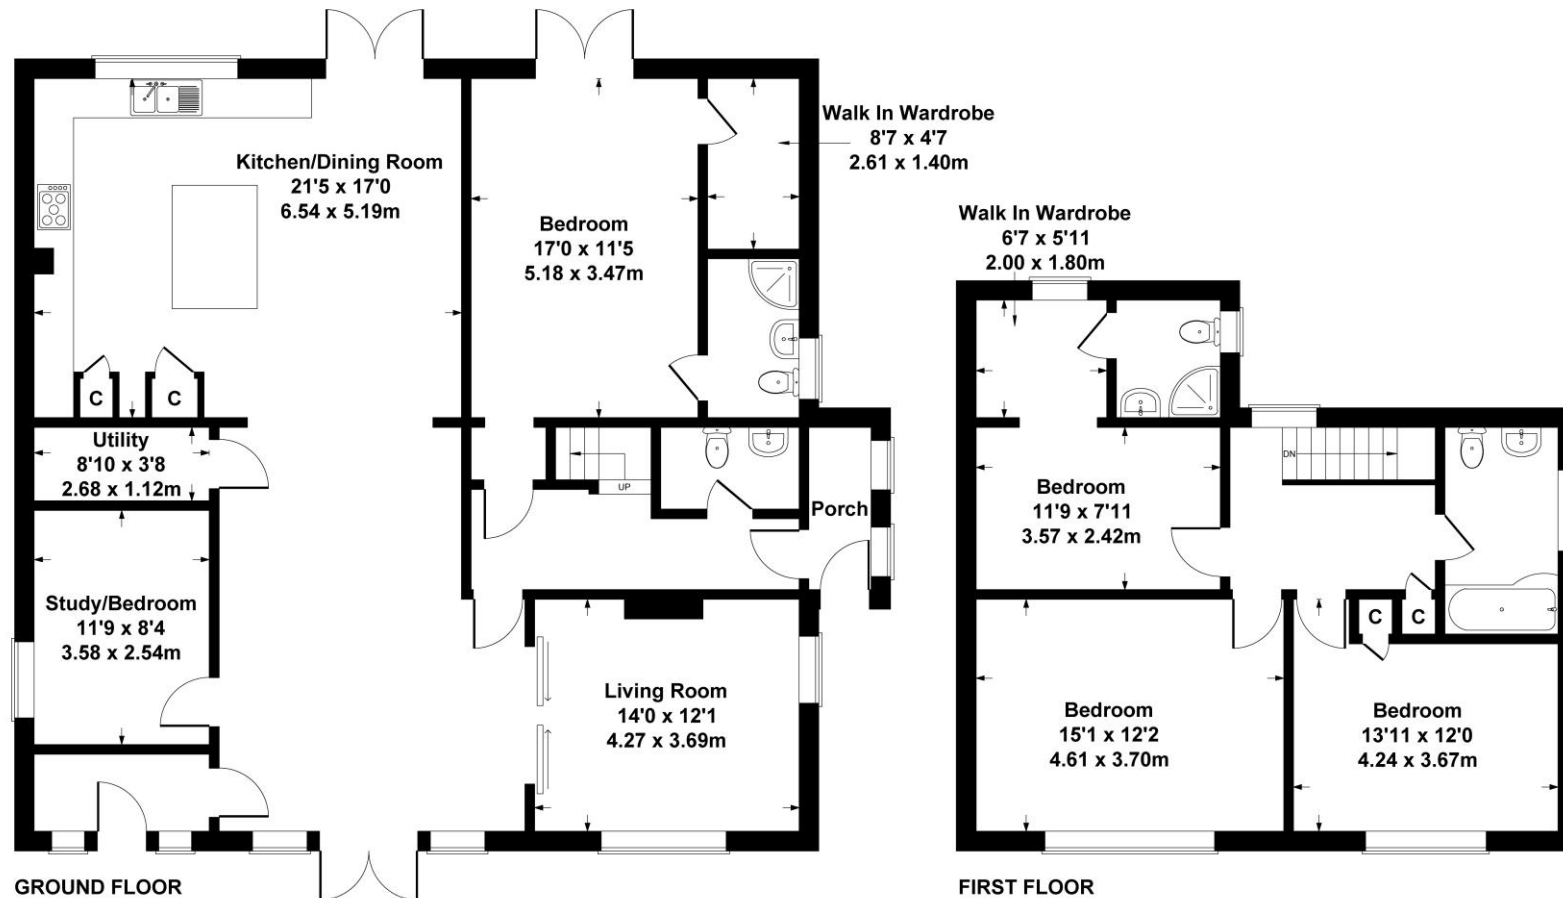 Kitchen/Dining Room
21'5 x 17'0
6.54 x 5.19m
Bedroom
17'0 x 11'5
5.18 x 3.47m
Walk In Wardrobe
8'7 x 4'7
2.61 x 1.40m
C
C
Utility
8'10 x 3'8
2.68 x 1.12m
UP
Porch
Study/Bedroom
11'9 x 8'4
3.58 x 2.54m
Living Room
14'0 x 12'1
4.27 x 3.69m
GROUND FLOOR
Walk In Wardrobe
6'7 x 5'11
2.00 x 1.80m
DN
Bedroom
11'9 x 7'11
3.57 x 2.42m
C
C
Bedroom
15'1 x 12'2
4.61 x 3.70m
Bedroom
13'11 x 12'0
4.24 x 3.67m
FIRST FLOOR